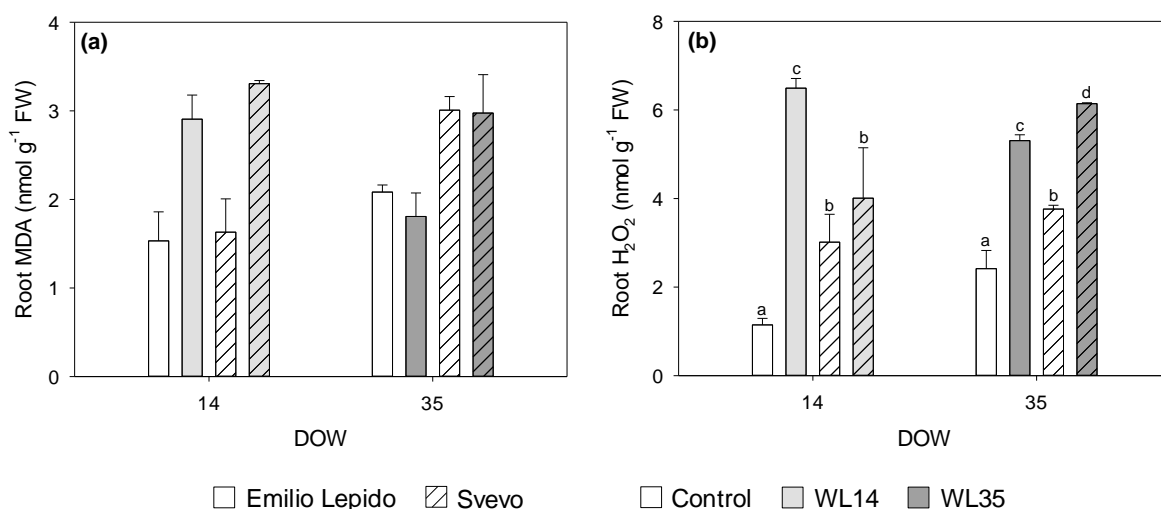 (a)
Root MDA (nmol g⁻¹ FW)
4
3
2
1
0
14
35
DOW
(b)
Root H₂O₂ (nmol g⁻¹ FW)
8
6
4
2
0
a
c
b
b
a
c
b
d
14
35
DOW
Emilio Lepido Svevo Control WL14 WL35